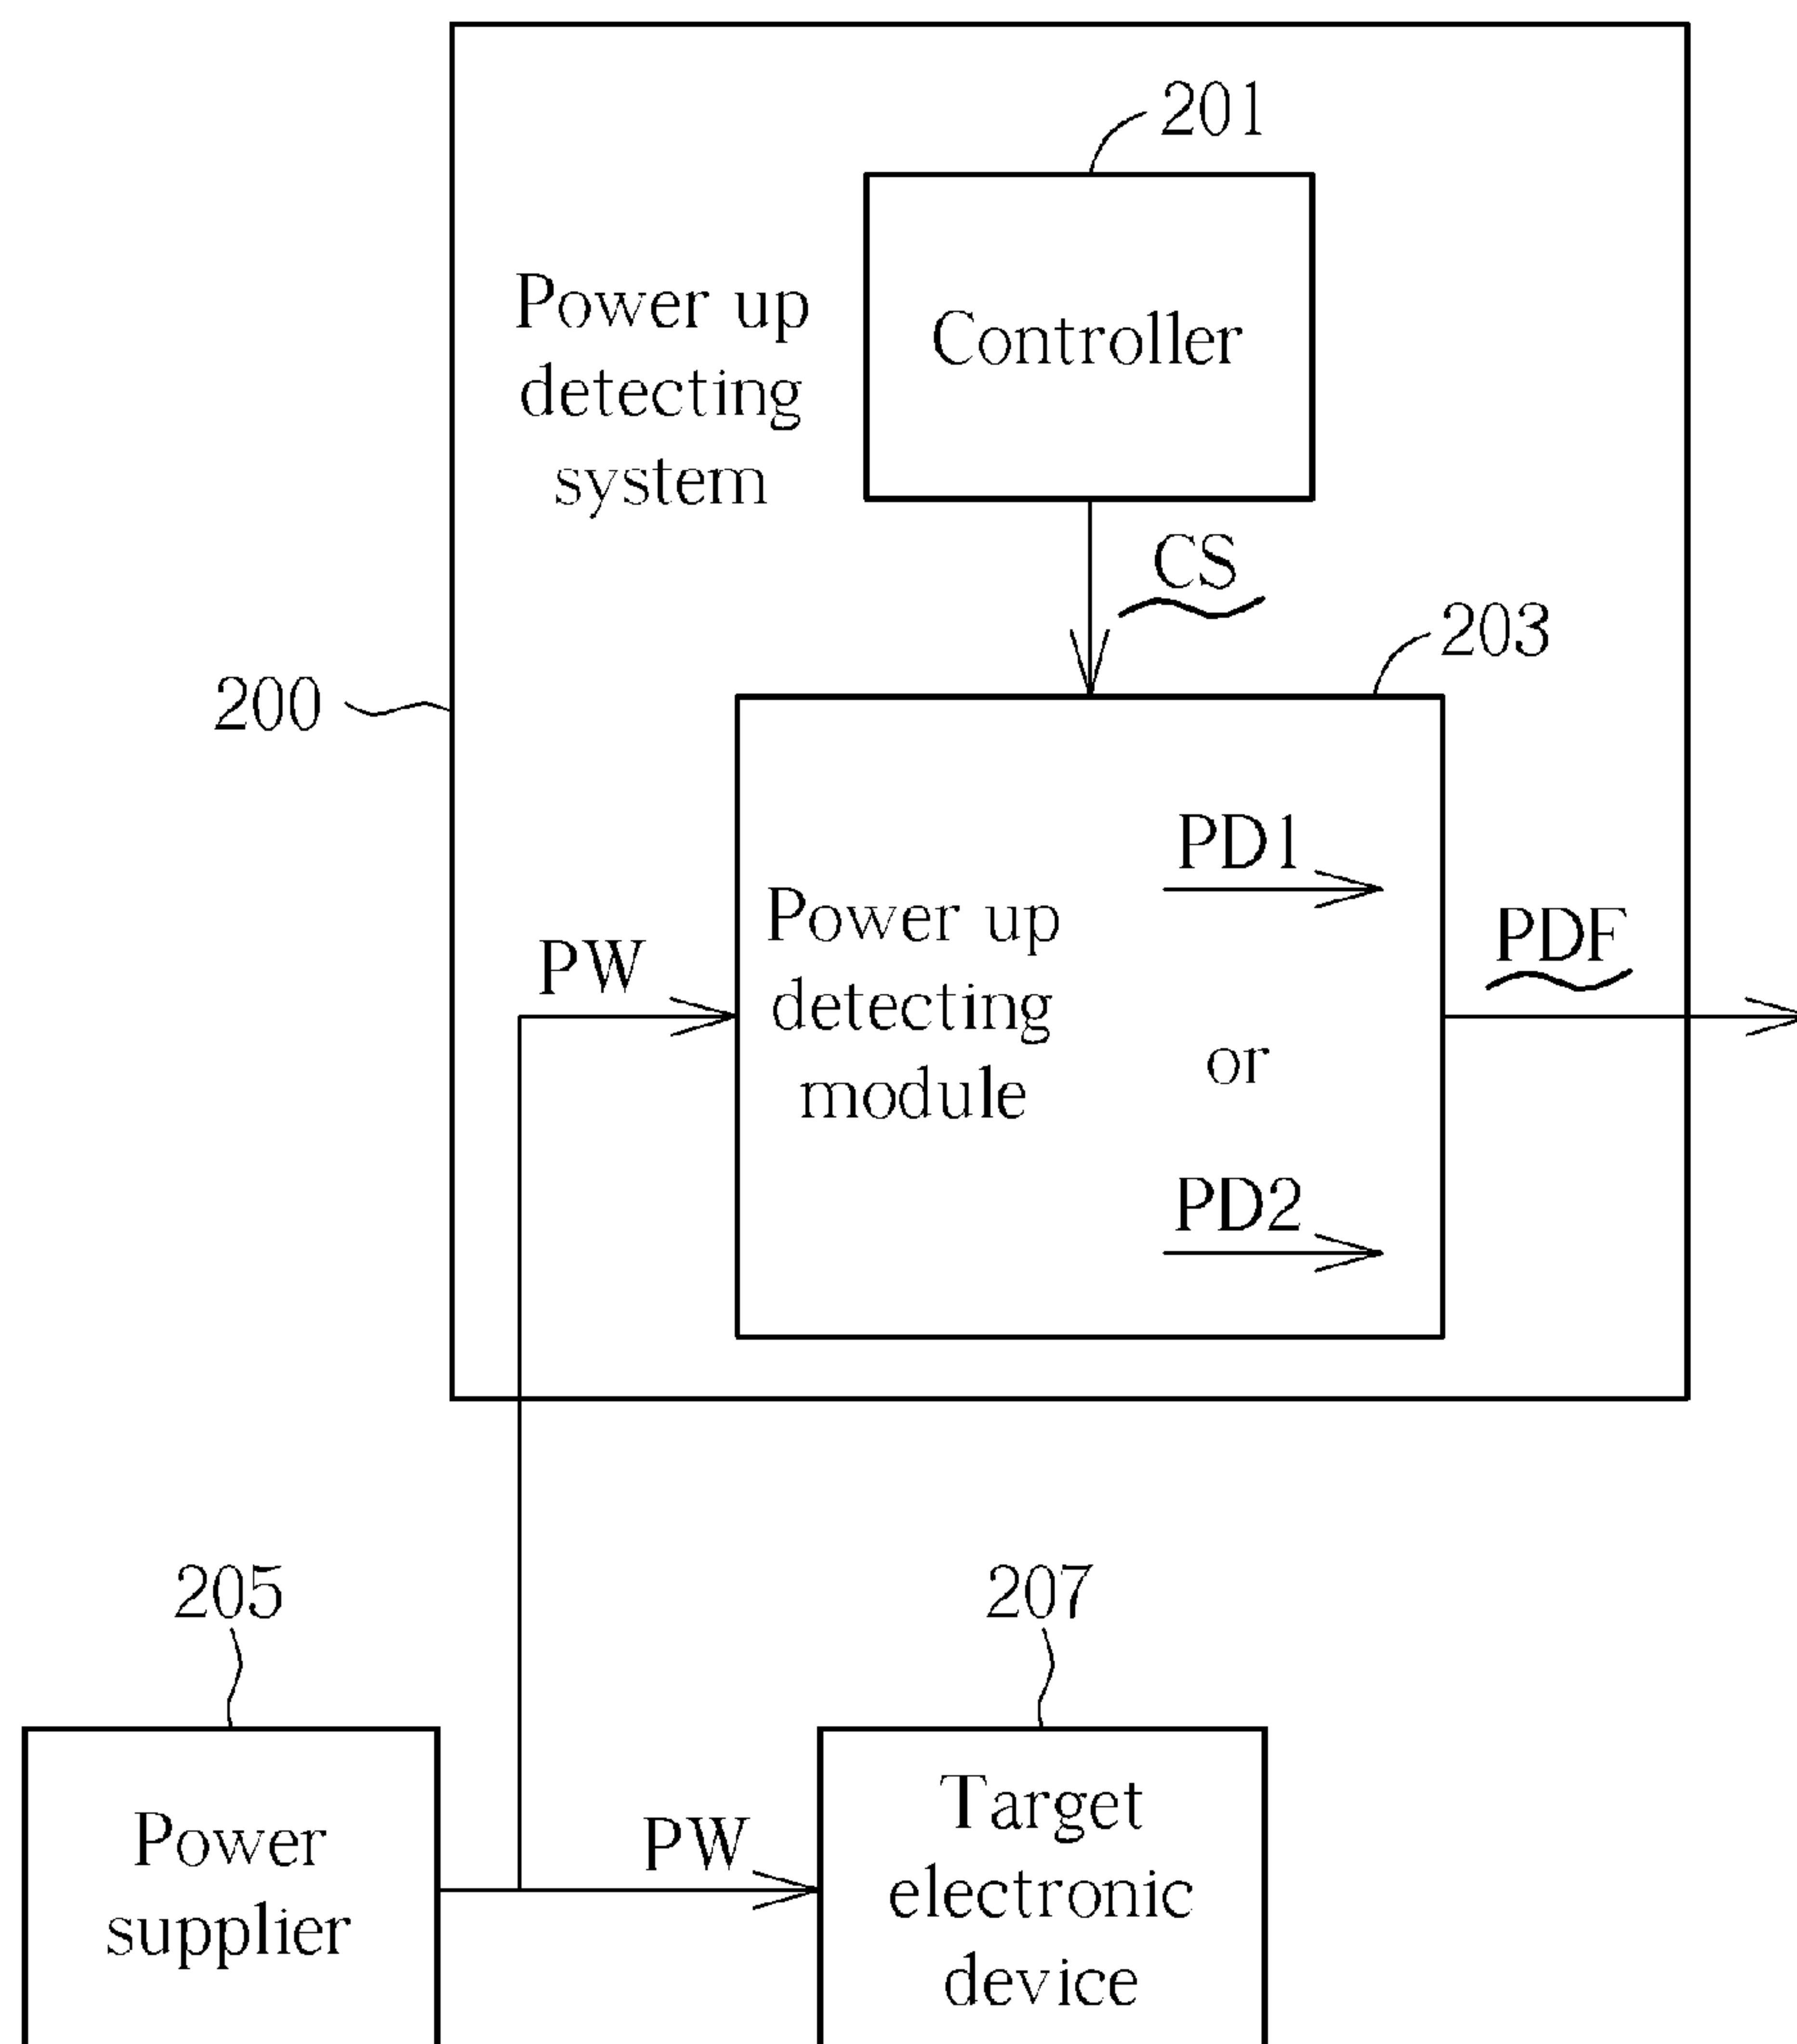 201
Power up
detecting
system
Controller
CS
203
200
PD1
Power up
detecting
module
PW
or
PDF
PD2
205
207
Power
supplier
PW
Target
electronic
device